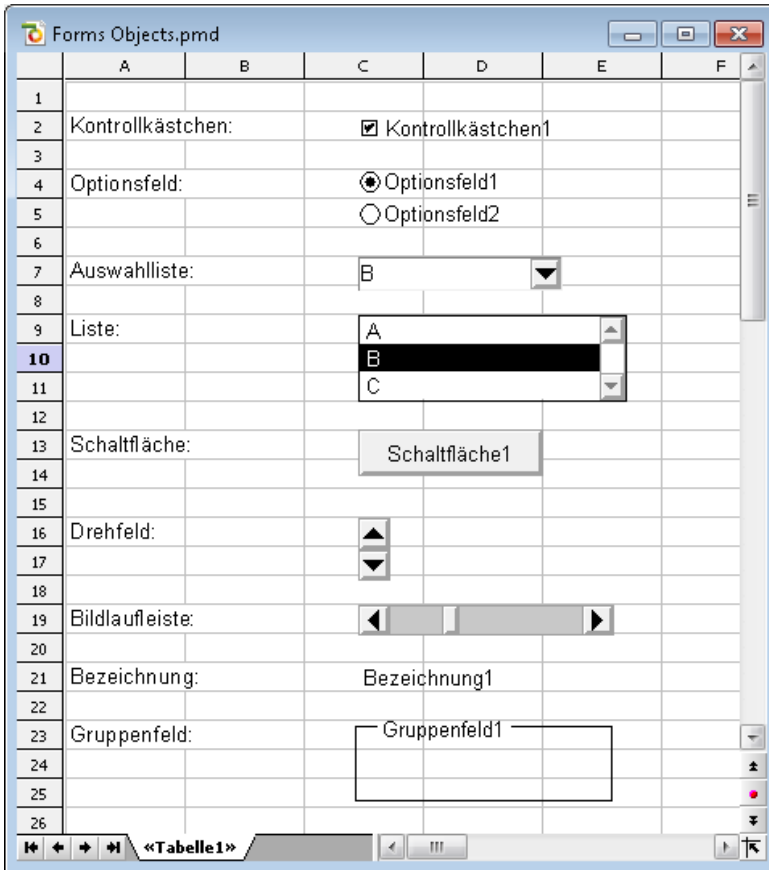 Forms Objects.pmd
A B C D E F
1
2 Kontrollkästchen: Kontrollkästchen1
3
4 Optionsfeld: Optionsfeld1
5 Optionsfeld2
6
7 Auswahlliste: B
8
9 Liste: A
10 B
11 C
12
13 Schaltfläche: Schaltfläche1
14
15
16 Drehfeld:
17
18
19 Bildlaufleiste:
20
21 Bezeichnung: Bezeichnung1
22
23 Gruppenfeld: Gruppenfeld1
24
25
26
«Tabelle1»